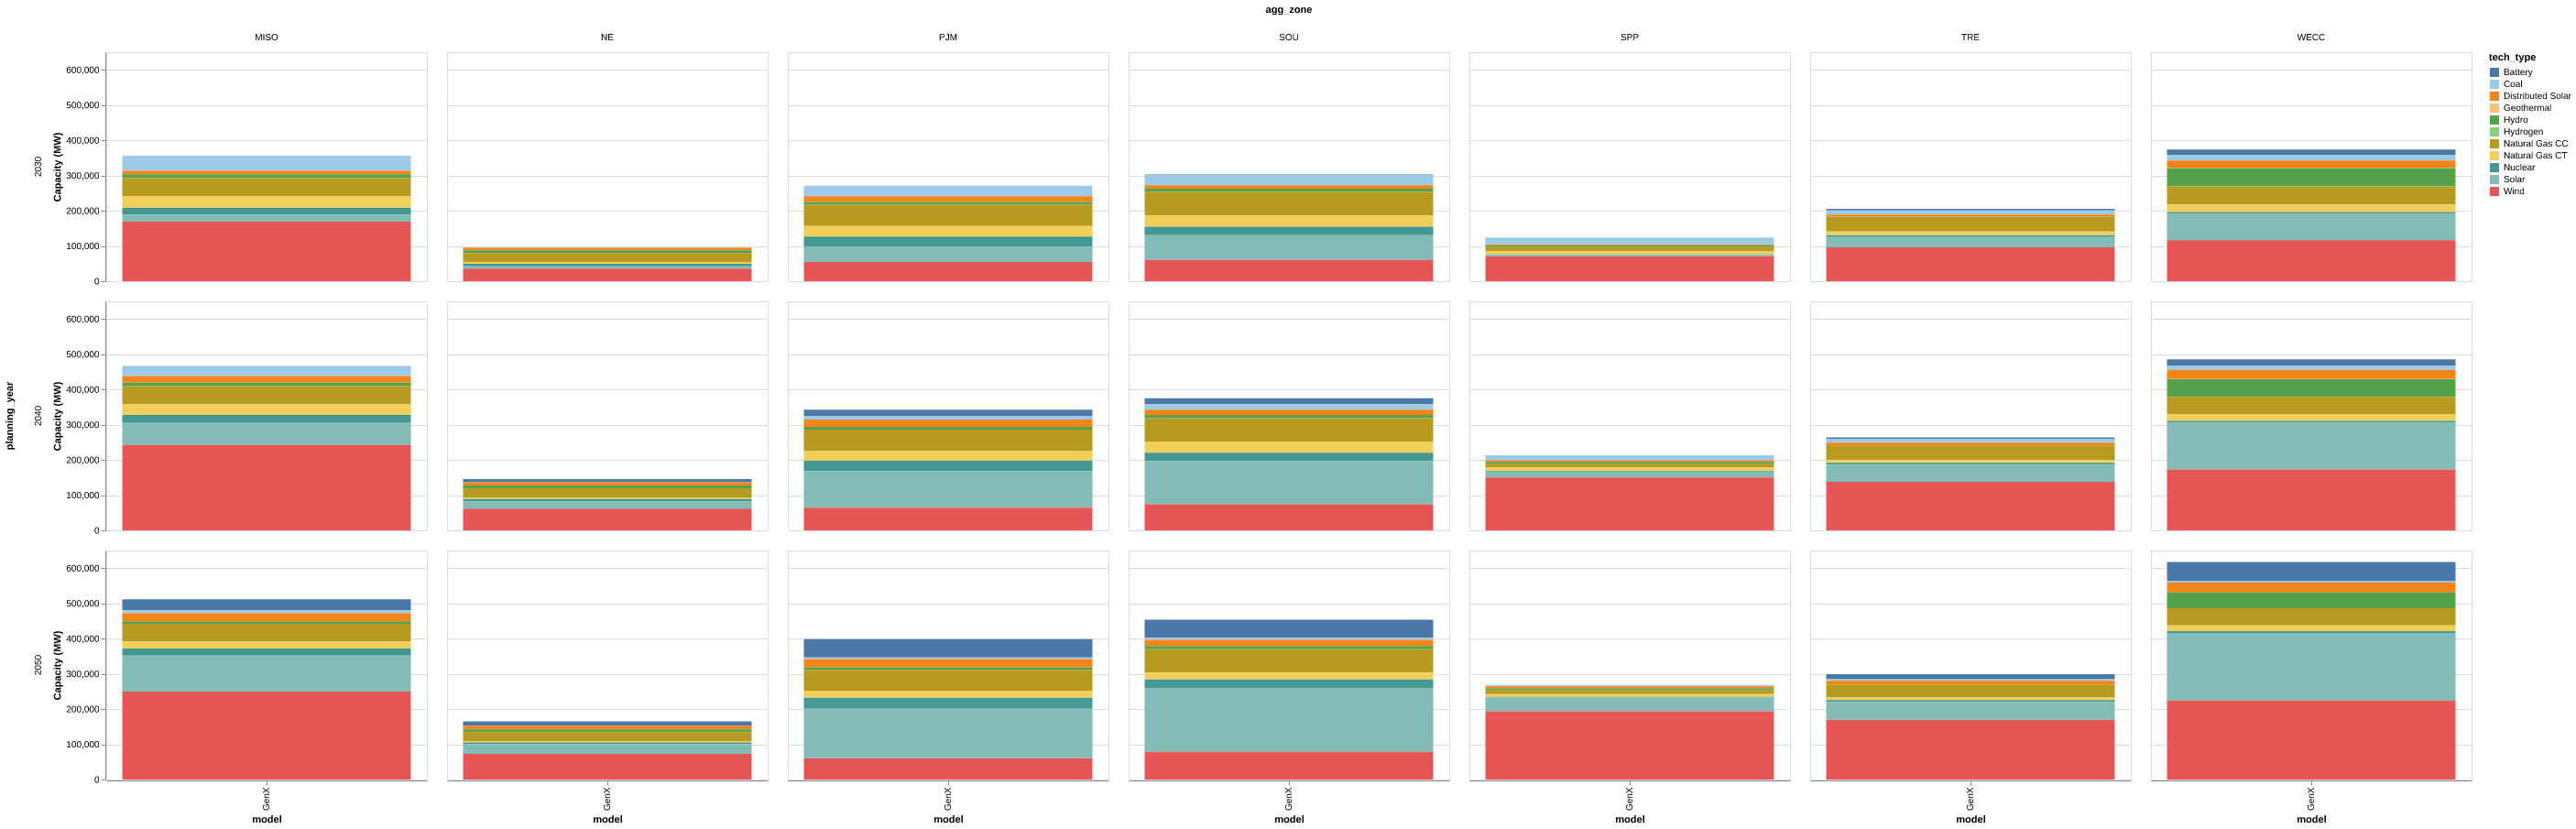 agg_zone
MISO NE PJM SOU SPP TRE WECC
planning_year
2030
Capacity (MW)
600,000
500,000
400,000
300,000
200,000
100,000
0
2040
Capacity (MW)
600,000
500,000
400,000
300,000
200,000
100,000
0
2050
Capacity (MW)
600,000
500,000
400,000
300,000
200,000
100,000
0
GenX GenX GenX GenX GenX GenX GenX
model model model model model model model
tech_type
Battery
Coal
Distributed Solar
Geothermal
Hydro
Hydrogen
Natural Gas CC
Natural Gas CT
Nuclear
Solar
Wind